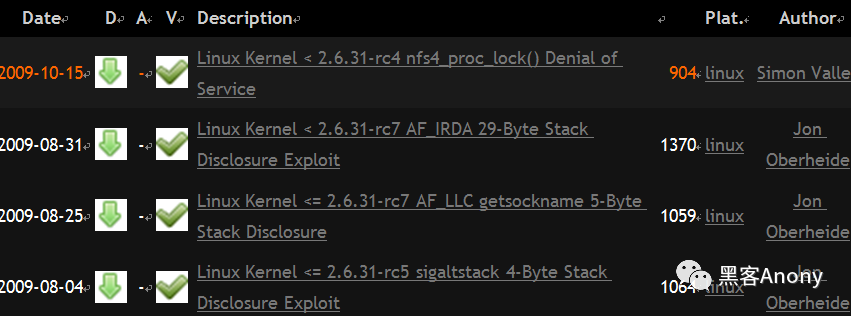 Date D A V Description Plat. Author
2009-10-15 - Linux Kernel < 2.6.31-rc4 nfs4_proc_lock() Denial of 904 linux Simon Valle
Service
2009-08-31 - Linux Kernel < 2.6.31-rc7 AF_IRDA 29-Byte Stack 1370 linux Jon
Disclosure Exploit Oberheide
2009-08-25 - Linux Kernel <= 2.6.31-rc7 AF_LLC getsockname 5-Byte 1059 linux Jon
Stack Disclosure Oberheide
2009-08-04 - Linux Kernel <= 2.6.31-rc5 sigaltstack 4-Byte Stack 1064 linux Jon
Disclosure Exploit Oberheide
黑客Anony